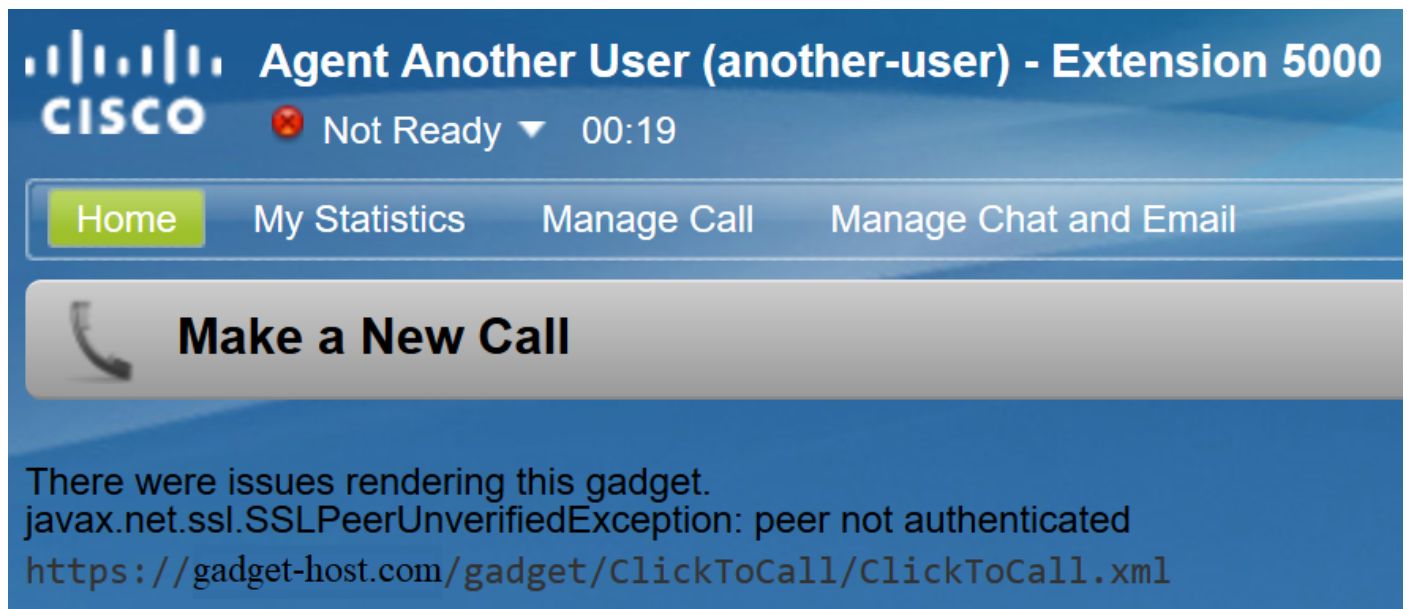 CISCO
Agent Another User (another-user) - Extension 5000
Not Ready 00:19
Home My Statistics Manage Call Manage Chat and Email
Make a New Call
There were issues rendering this gadget.
javax.net.ssl.SSLPeerUnverifiedException: peer not authenticated
https://gadget-host.com/gadget/ClickToCall/ClickToCall.xml